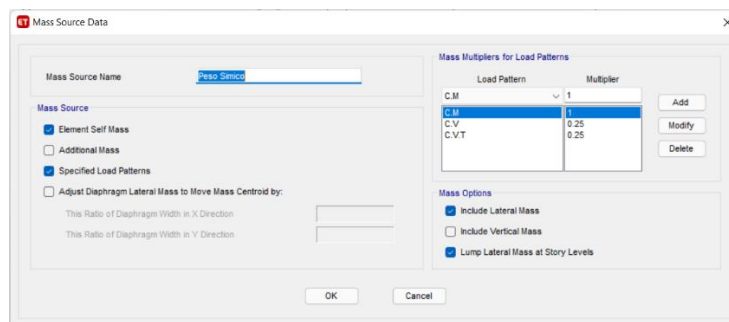 ET Mass Source Data
Mass Source Name Peso Simico
Mass Source
Element Self Mass
Additional Mass
Specified Load Patterns
Adjust Diaphragm Lateral Mass to Move Mass Centroid by:
This Ratio of Diaphragm Width in X Direction
This Ratio of Diaphragm Width in Y Direction
Mass Multipliers for Load Patterns
Load Pattern Multiplier
C.M 1
C.M 1
C.V 0.25
C.V.T 0.25
Add
Modify
Delete
Mass Options
Include Lateral Mass
Include Vertical Mass
Lump Lateral Mass at Story Levels
OK Cancel